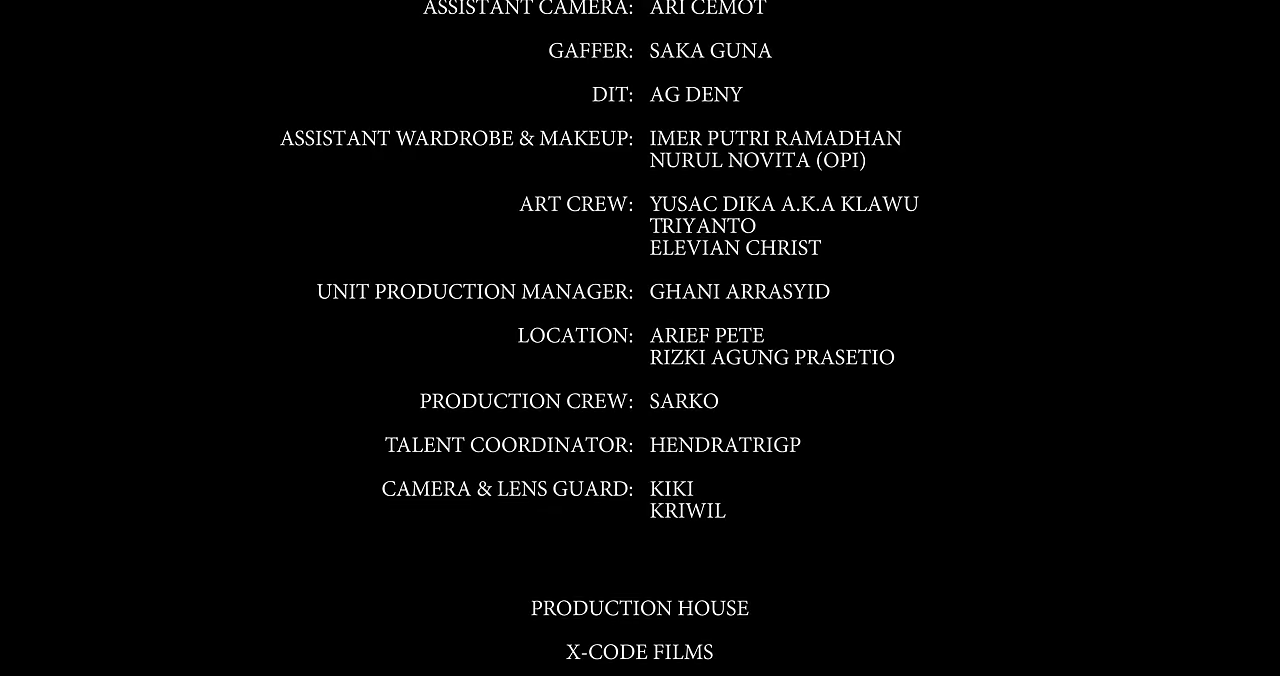 ASSISTANT CAMERA: ARI CEMOT
GAFFER: SAKA GUNA
DIT: AG DENY
ASSISTANT WARDROBE & MAKEUP: IMER PUTRI RAMADHAN
NURUL NOVITA (OPI)
ART CREW: YUSAC DIKA A.K.A KLAWU
TRIYANTO
ELEVIAN CHRIST
UNIT PRODUCTION MANAGER: GHANI ARRASYID
LOCATION: ARIEF PETE
RIZKI AGUNG PRASETIO
PRODUCTION CREW: SARKO
TALENT COORDINATOR: HENDRATRIGP
CAMERA & LENS GUARD: KIKI
KRIWIL
PRODUCTION HOUSE
X-CODE FILMS